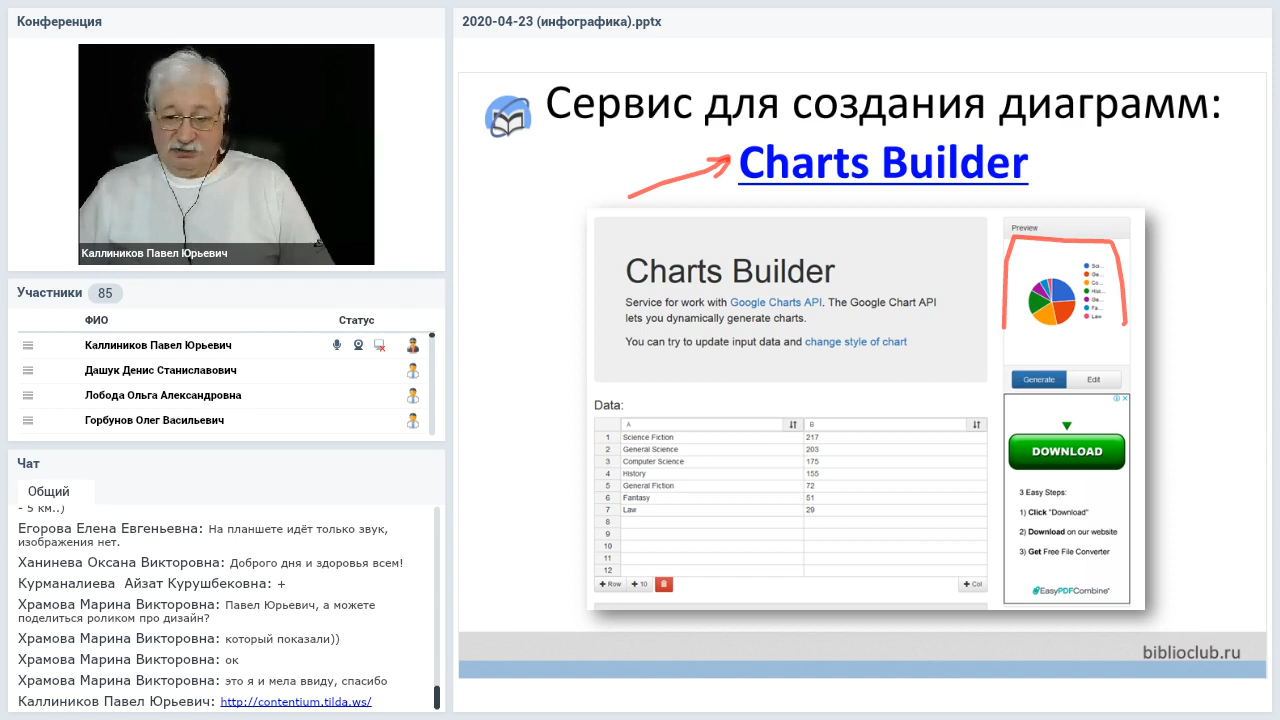 Конференция
Каллиников Павел Юрьевич
Участники 85
ФИО Статус
Каллиников Павел Юрьевич
Дашук Денис Станиславович
Лобода Ольга Александровна
Горбунов Олег Васильевич
Чат
Общий
- 5 км..)
Егорова Елена Евгеньевна: На планшете идёт только звук,
изображения нет.
Ханинева Оксана Викторовна: Доброго дня и здоровья всем!
Курманалиева Айзат Курушбековна: +
Храмова Марина Викторовна: Павел Юрьевич, а можете
поделиться роликом про дизайн?
Храмова Марина Викторовна: который показали))
Храмова Марина Викторовна: ок
Храмова Марина Викторовна: это я и мела ввиду, спасибо
Каллиников Павел Юрьевич: http://contentium.tilda.ws/
2020-04-23 (инфографика).pptx
Сервис для создания диаграмм:
Charts Builder
Charts Builder
Service for work with Google Charts API. The Google Chart API
lets you dynamically generate charts.
You can try to update input data and change style of chart
Data:
A B
1 Science Fiction 217
2 General Science 203
3 Computer Science 175
4 History 155
5 General Fiction 72
6 Fantasy 51
7 Law 29
8
9
10
11
12
+ Row + 10 + Col
Preview
Sci...
Ge...
Co...
Hist...
Ge...
Fa...
Law
Generate Edit
DOWNLOAD
3 Easy Steps:
1) Click "Download"
2) Download on our website
3) Get Free File Converter
EasyPDFCombine"
biblioclub.ru